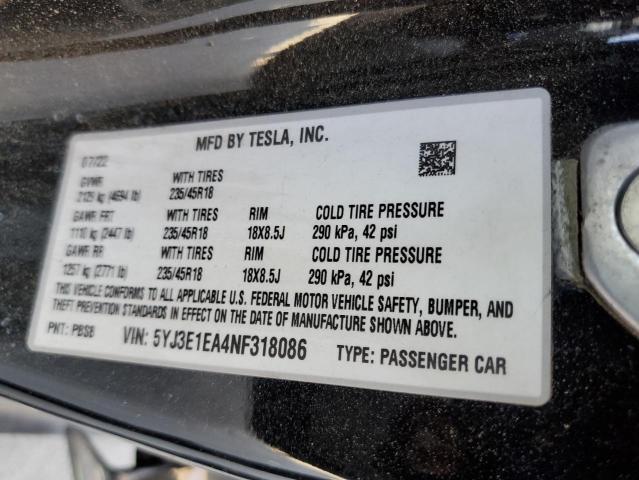 MFD BY TESLA, INC.
07/22
GVWR WITH TIRES
2129 kg (4694 lb) 235/45R18
GAWR FRT WITH TIRES RIM COLD TIRE PRESSURE
1110 kg (2447 lb) 235/45R18 18X8.5J 290 kPa, 42 psi
GAWR RR WITH TIRES RIM COLD TIRE PRESSURE
1257 kg (2771 lb) 235/45R18 18X8.5J 290 kPa, 42 psi
THIS VEHICLE CONFORMS TO ALL APPLICABLE U.S. FEDERAL MOTOR VEHICLE SAFETY, BUMPER, AND
THEFT PREVENTION STANDARDS IN EFFECT ON THE DATE OF MANUFACTURE SHOWN ABOVE.
PNT: PBSB VIN: 5YJ3E1EA4NF318086 TYPE: PASSENGER CAR